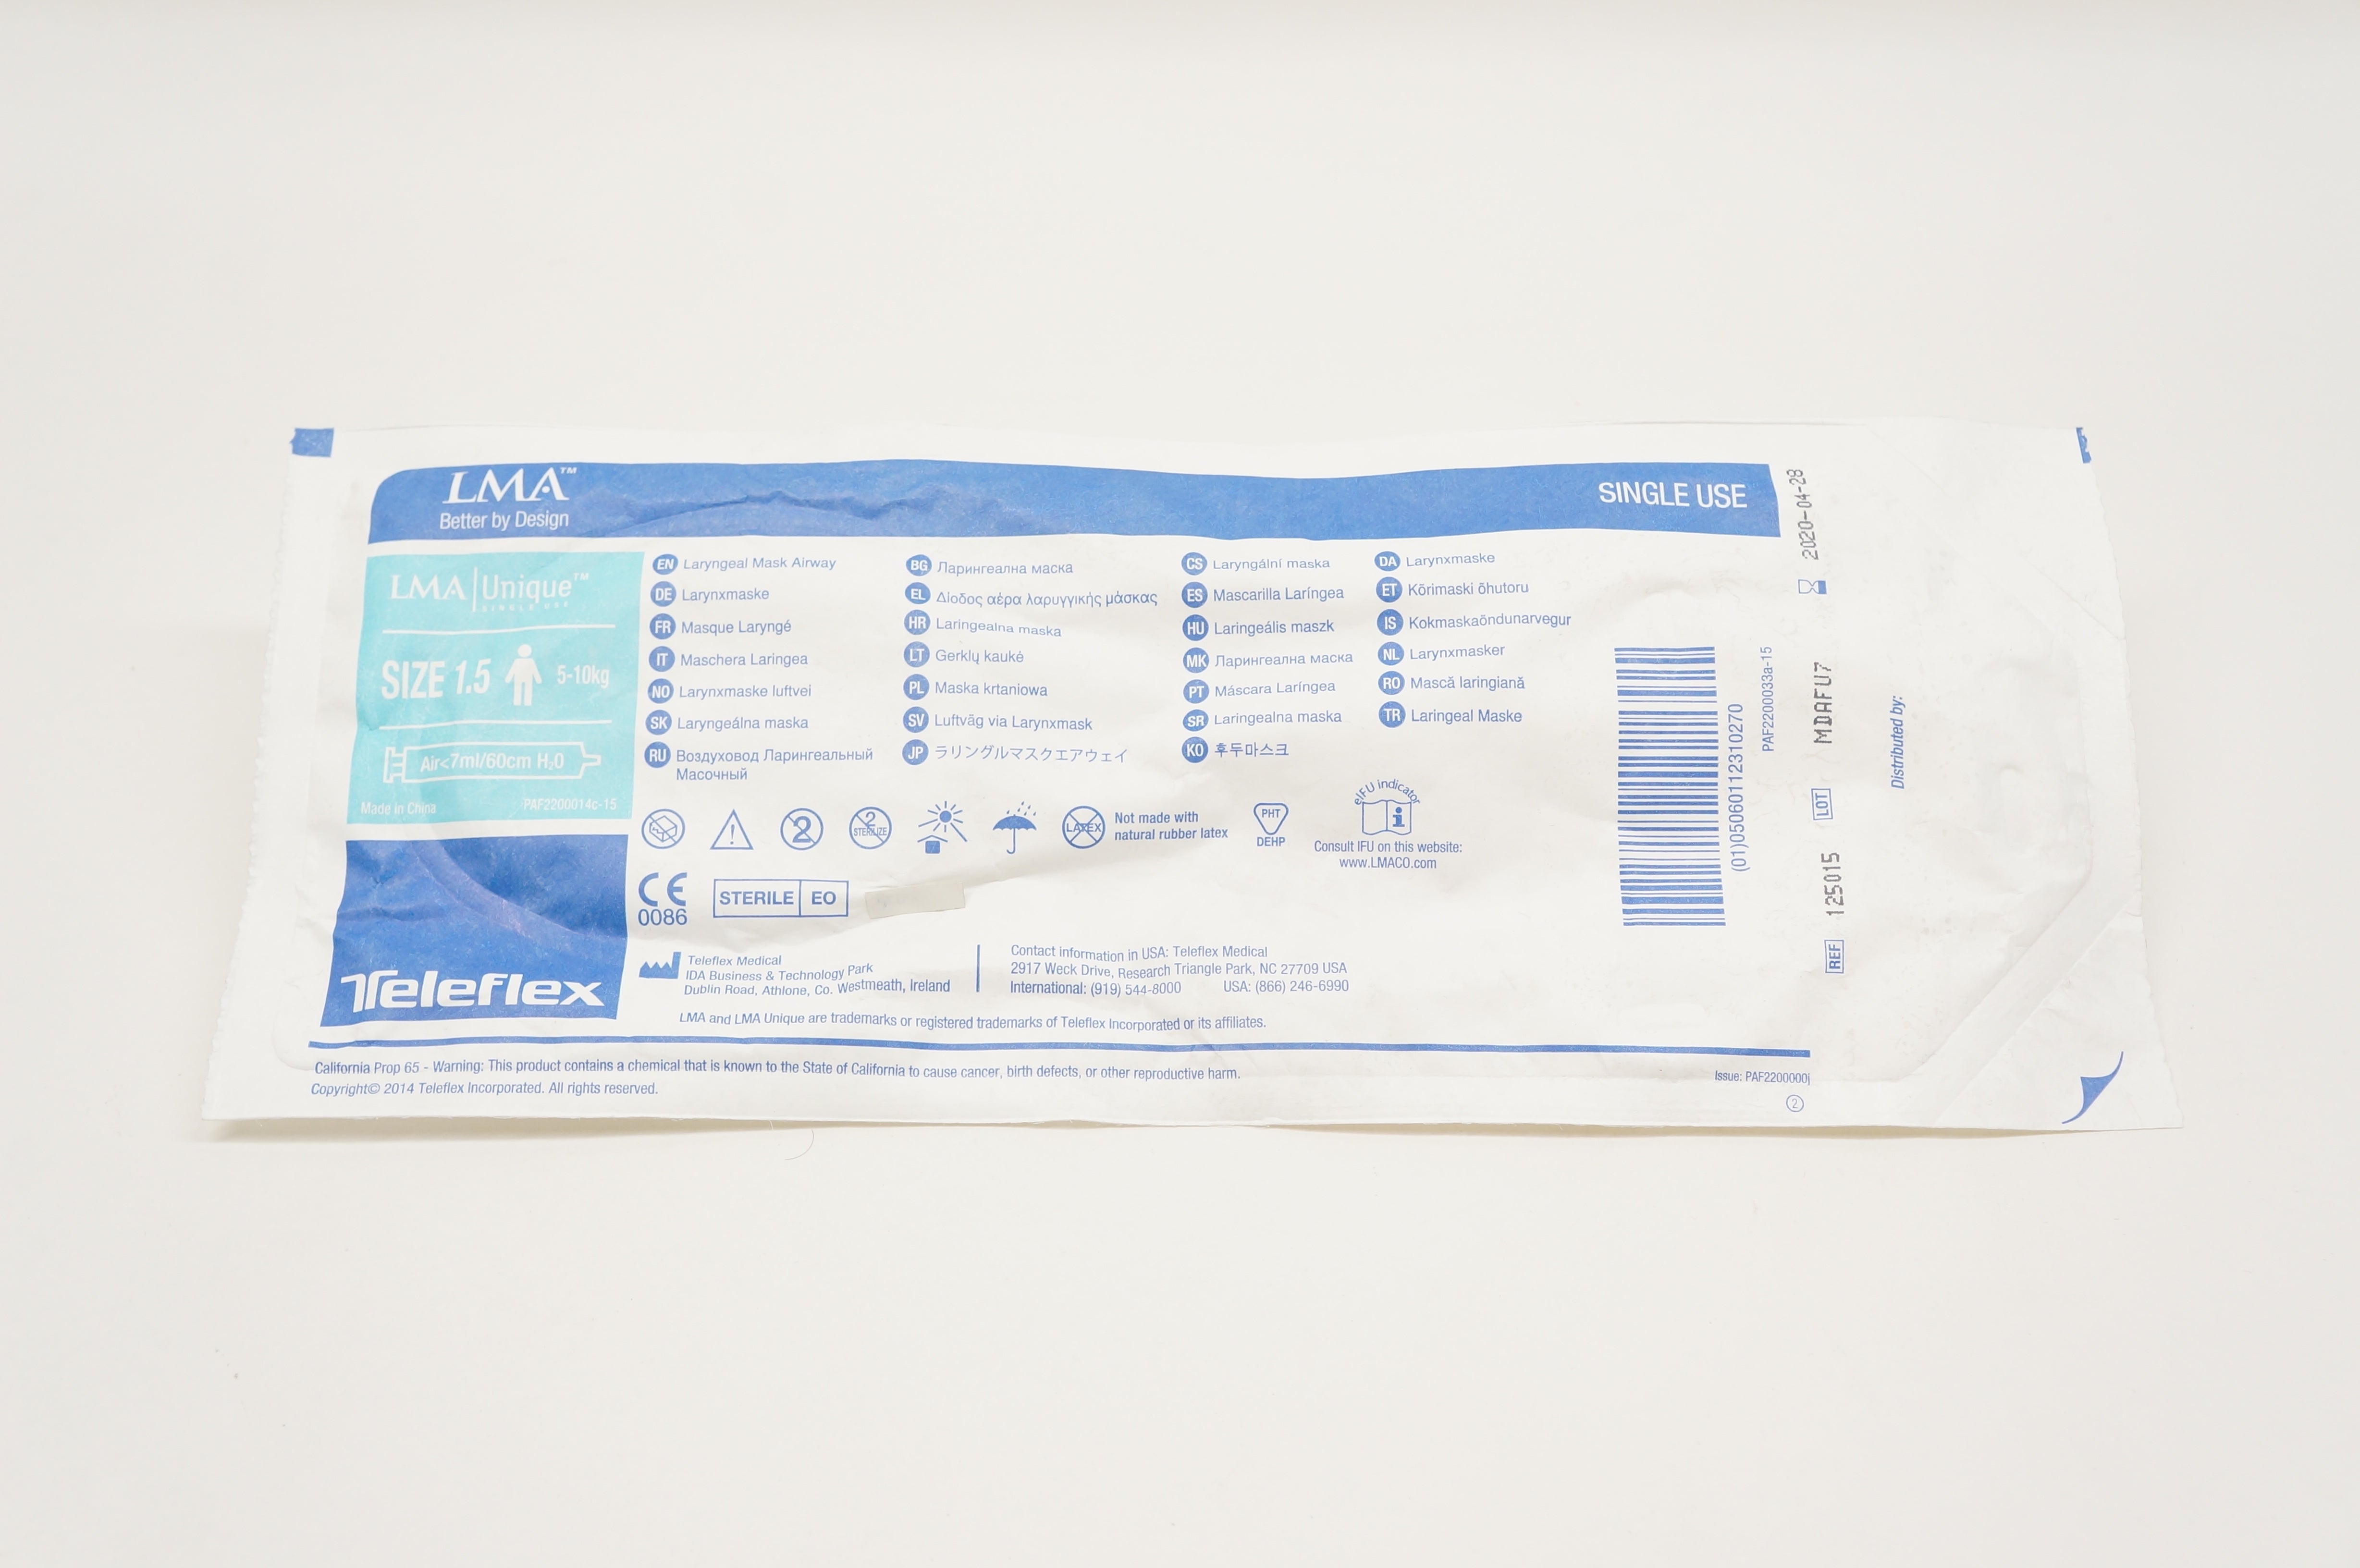 LMA™
Better by Design
SINGLE USE
LMA Unique™
SINGLE USE
SIZE 1.5 5-10kg
Air<7ml/60cm H₂O
Made in China PAF2200014c-15
Teleflex
EN Laryngeal Mask Airway
DE Larynxmaske
FR Masque Laryngé
IT Maschera Laringea
NO Larynxmaske luftvei
SK Laryngeálna maska
RU Воздуховод Ларингеальный
Масочный
BG Ларингеална маска
EL Δίοδος αέρα λαρυγγικής μάσκας
HR Laringealna maska
LT Gerklų kaukė
PL Maska krtaniowa
SV Luftväg via Larynxmask
JP ラリンゲルマスクエアウェイ
CS Laryngální maska
ES Mascarilla Laríngea
HU Laringeális maszk
MK Ларингеална маска
PT Máscara Laríngea
SR Laringealna maska
KO 후두마스크
DA Larynxmaske
ET Kõrimaski õhutoru
IS Kokmaskaöndunarvegur
NL Larynxmasker
RO Mască laringiană
TR Laringeal Maske
2
2
STERILIZE
LATEX
Not made with
natural rubber latex
PHT
DEHP
eIFU indicator
Consult IFU on this website:
www.LMACO.com
CE
0086
STERILE EO
Teleflex Medical
IDA Business & Technology Park
Dublin Road, Athlone, Co. Westmeath, Ireland
Contact information in USA: Teleflex Medical
2917 Weck Drive, Research Triangle Park, NC 27709 USA
International: (919) 544-8000 USA: (866) 246-6990
LMA and LMA Unique are trademarks or registered trademarks of Teleflex Incorporated or its affiliates.
California Prop 65 - Warning: This product contains a chemical that is known to the State of California to cause cancer, birth defects, or other reproductive harm.
Copyright© 2014 Teleflex Incorporated. All rights reserved.
Issue: PAF2200000j
2
(01)05060112310270
PAF2200033a-15
REF 125015 LOT MDAFU7 2020-04-28
Distributed by: